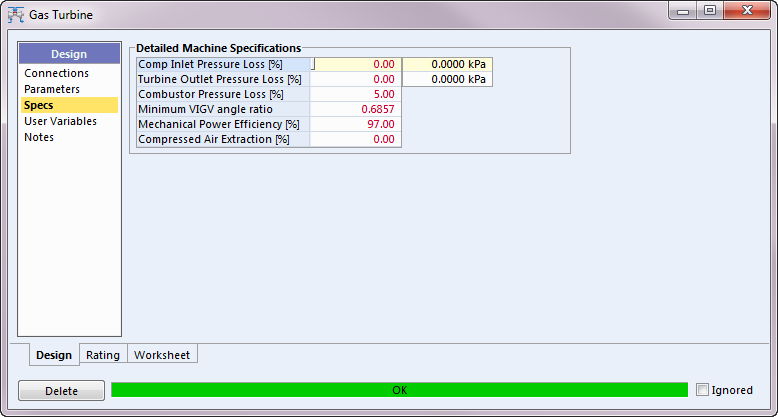 Gas Turbine
Design
Connections
Parameters
Specs
User Variables
Notes
Detailed Machine Specifications
Comp Inlet Pressure Loss [%] 0.00 0.0000 kPa
Turbine Outlet Pressure Loss [%] 0.00 0.0000 kPa
Combustor Pressure Loss [%] 5.00
Minimum VIGV angle ratio 0.6857
Mechanical Power Efficiency [%] 97.00
Compressed Air Extraction [%] 0.00
Design Rating Worksheet
Delete OK Ignored